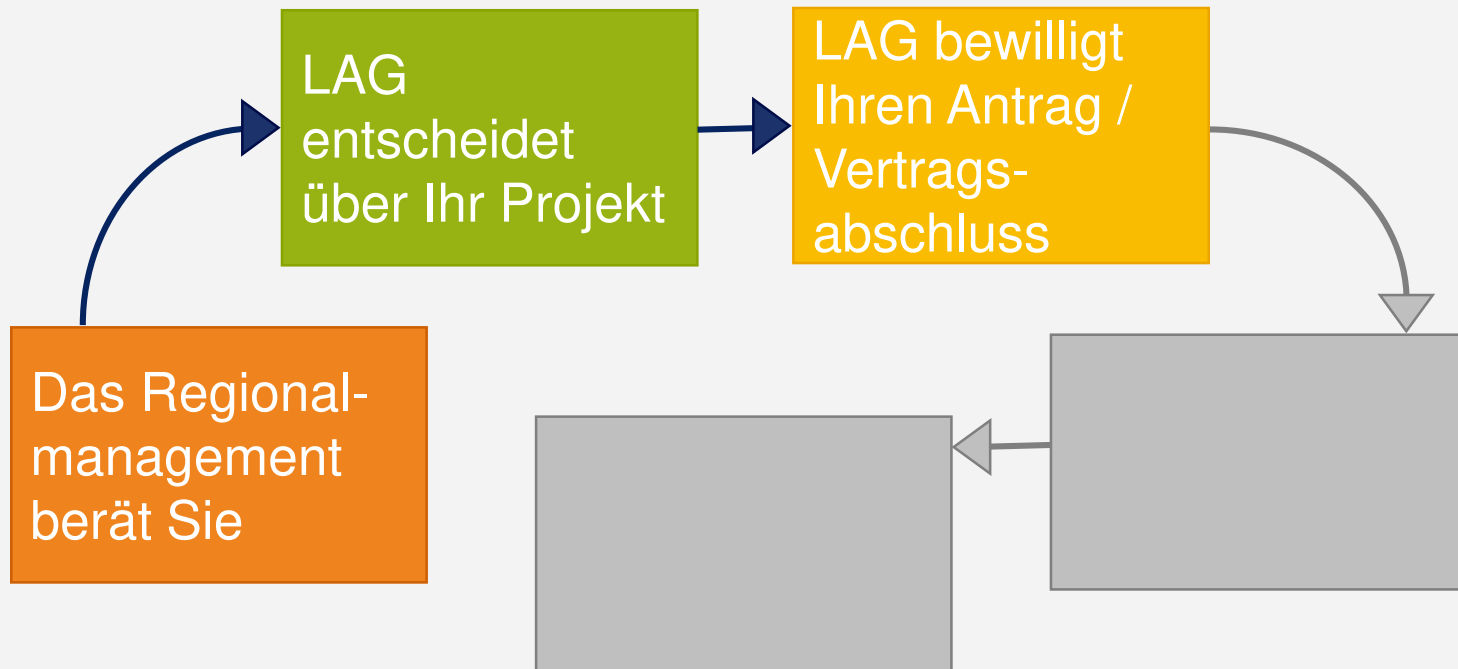 LAG
entscheidet
über Ihr Projekt
LAG bewilligt
Ihren Antrag /
Vertrags-
abschluss
Das Regional-
management
berät Sie